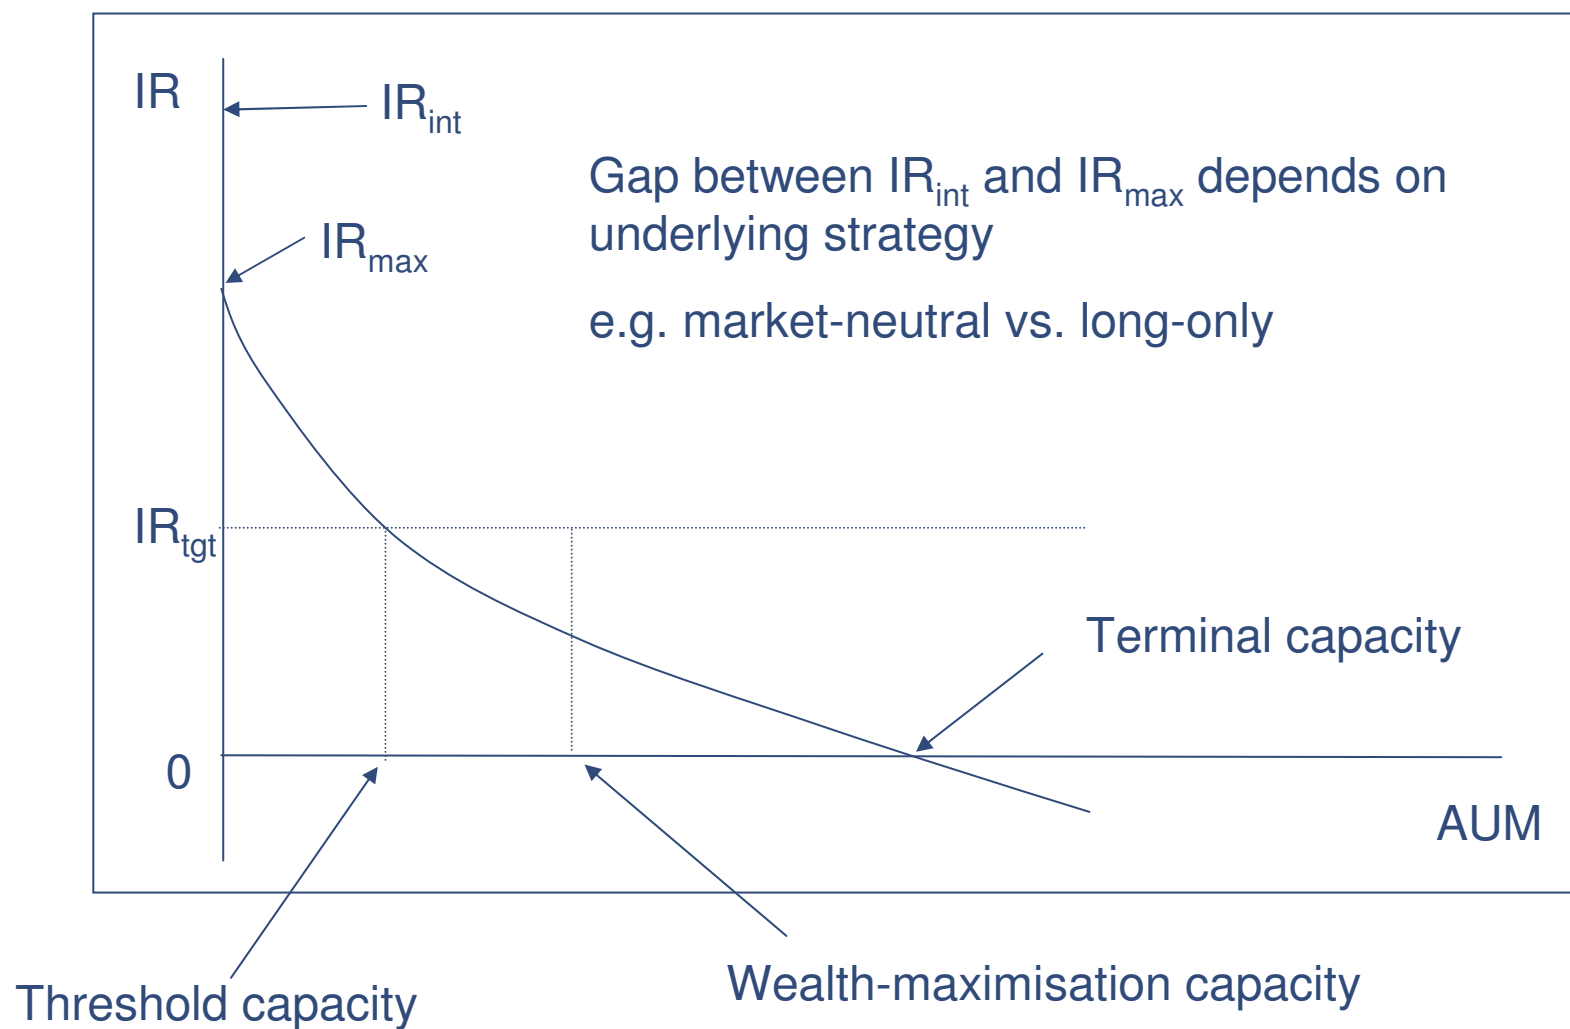 IR
IRint
Gap between IRint and IRmax depends on
underlying strategy
IRmax
e.g. market-neutral vs. long-only
IRtgt
Terminal capacity
0
AUM
Wealth-maximisation capacity
Threshold capacity